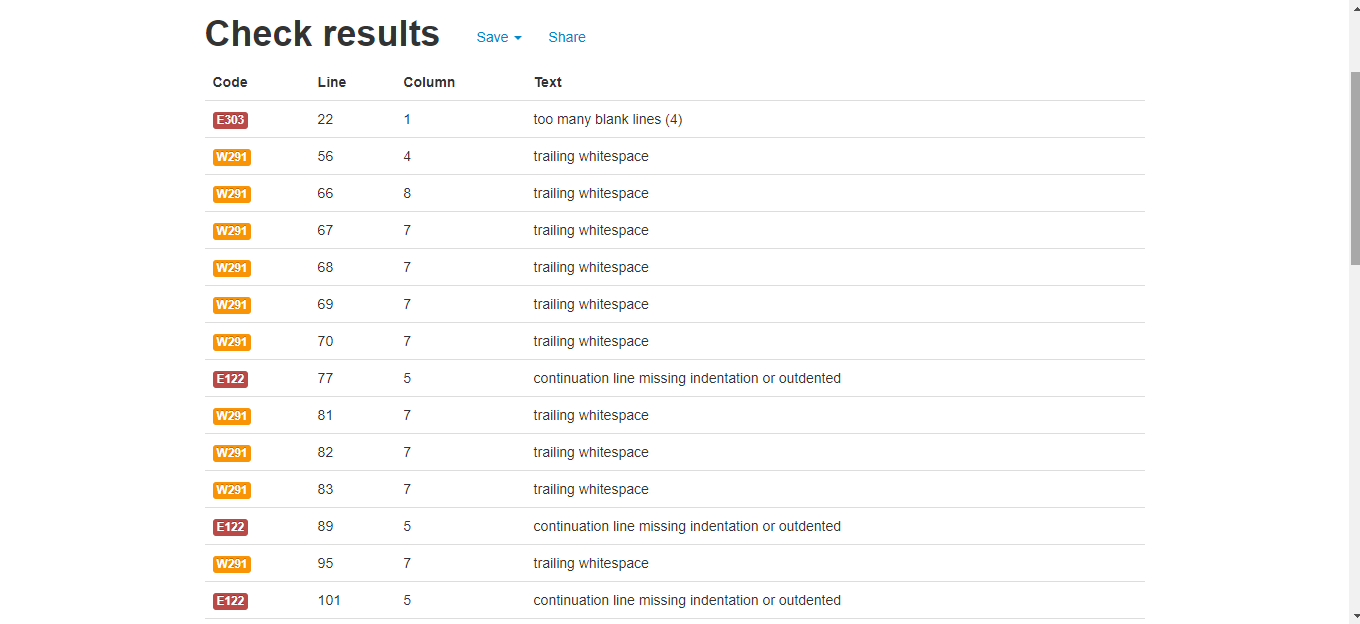 Check results Save Share
Code Line Column Text
E303 22 1 too many blank lines (4)
W291 56 4 trailing whitespace
W291 66 8 trailing whitespace
W291 67 7 trailing whitespace
W291 68 7 trailing whitespace
W291 69 7 trailing whitespace
W291 70 7 trailing whitespace
E122 77 5 continuation line missing indentation or outdented
W291 81 7 trailing whitespace
W291 82 7 trailing whitespace
W291 83 7 trailing whitespace
E122 89 5 continuation line missing indentation or outdented
W291 95 7 trailing whitespace
E122 101 5 continuation line missing indentation or outdented